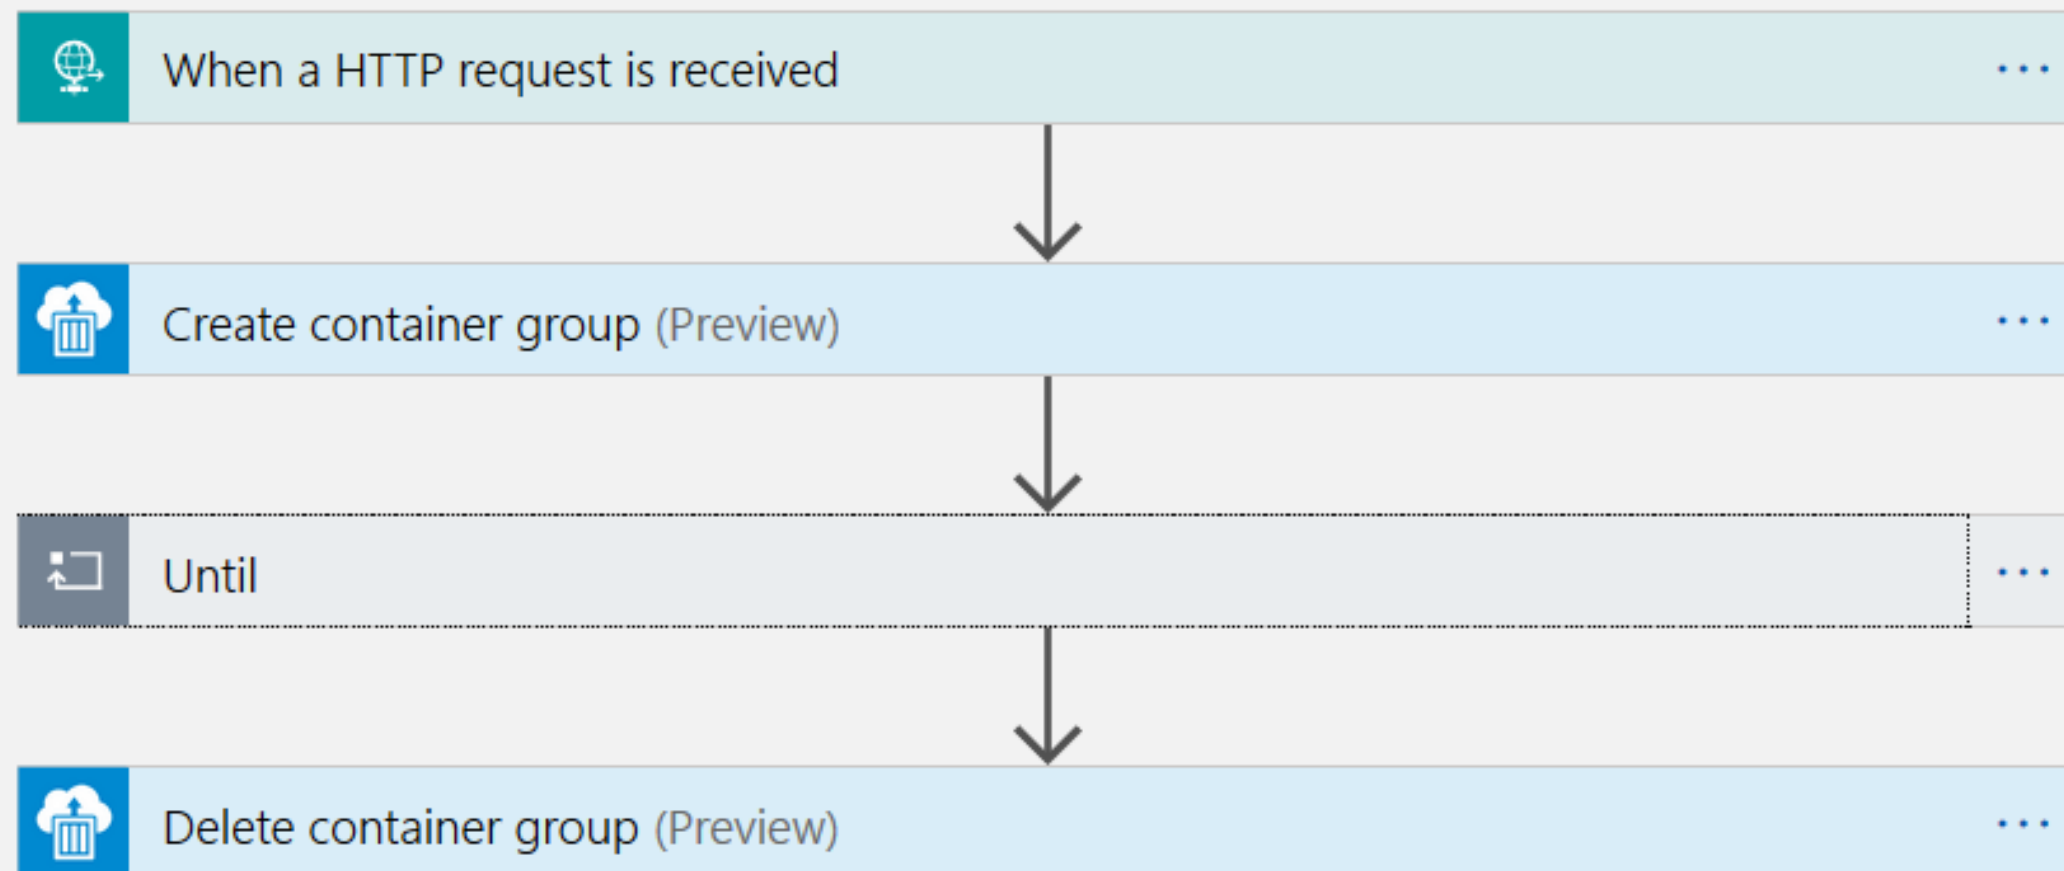 When a HTTP request is received
Create container group (Preview)
Until
Delete container group (Preview)